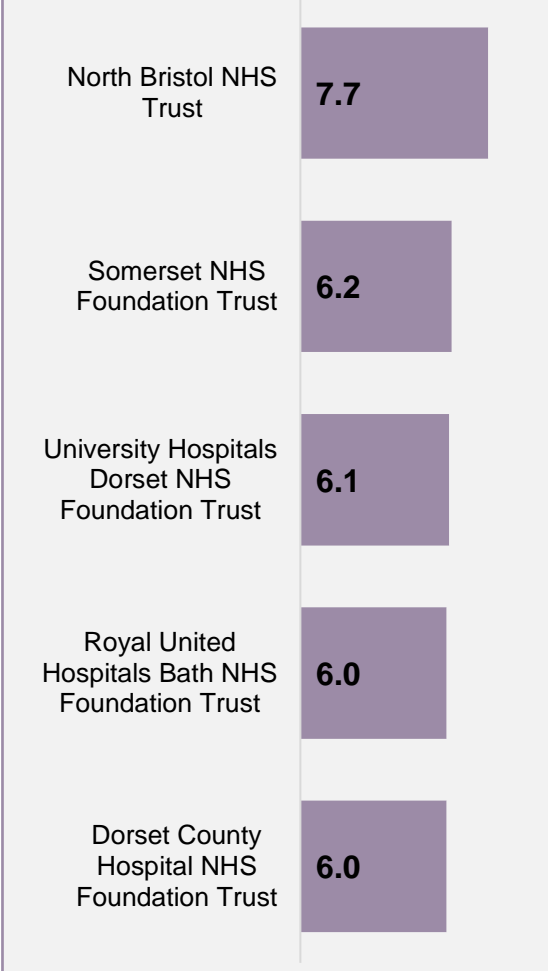 North Bristol NHS
Trust
7.7
Somerset NHS
Foundation Trust
6.2
University Hospitals
Dorset NHS
Foundation Trust
6.1
Royal United
Hospitals Bath NHS
Foundation Trust
6.0
Dorset County
Hospital NHS
Foundation Trust
6.0